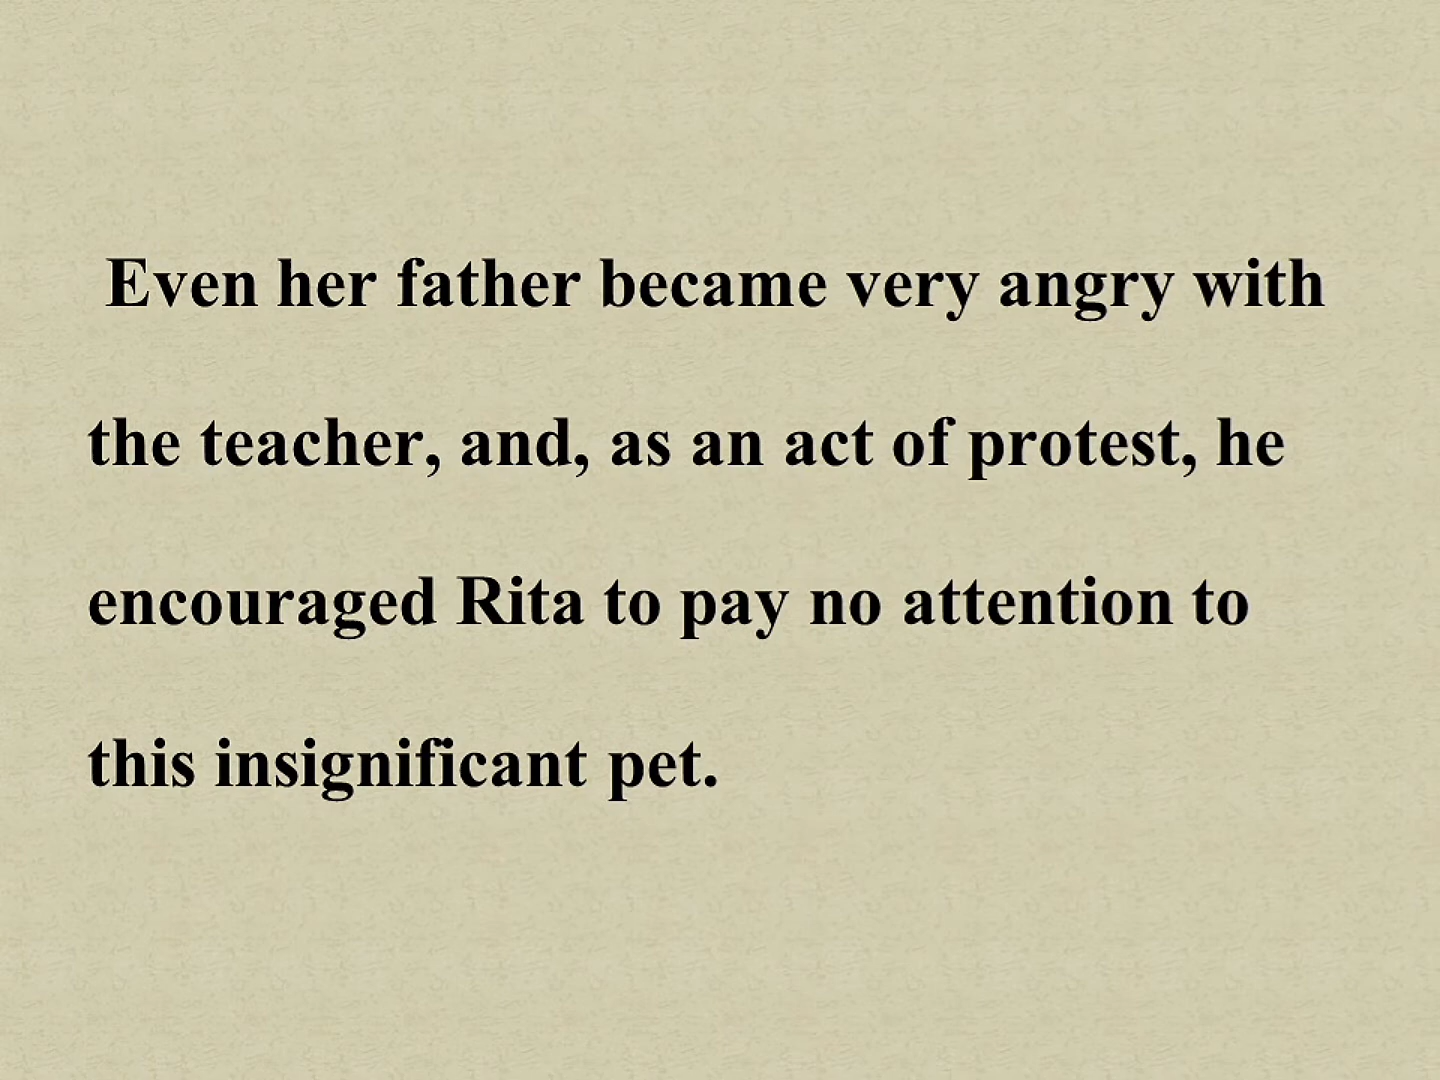 Even her father became very angry with
the teacher, and, as an act of protest, he
encouraged Rita to pay no attention to
this insignificant pet.